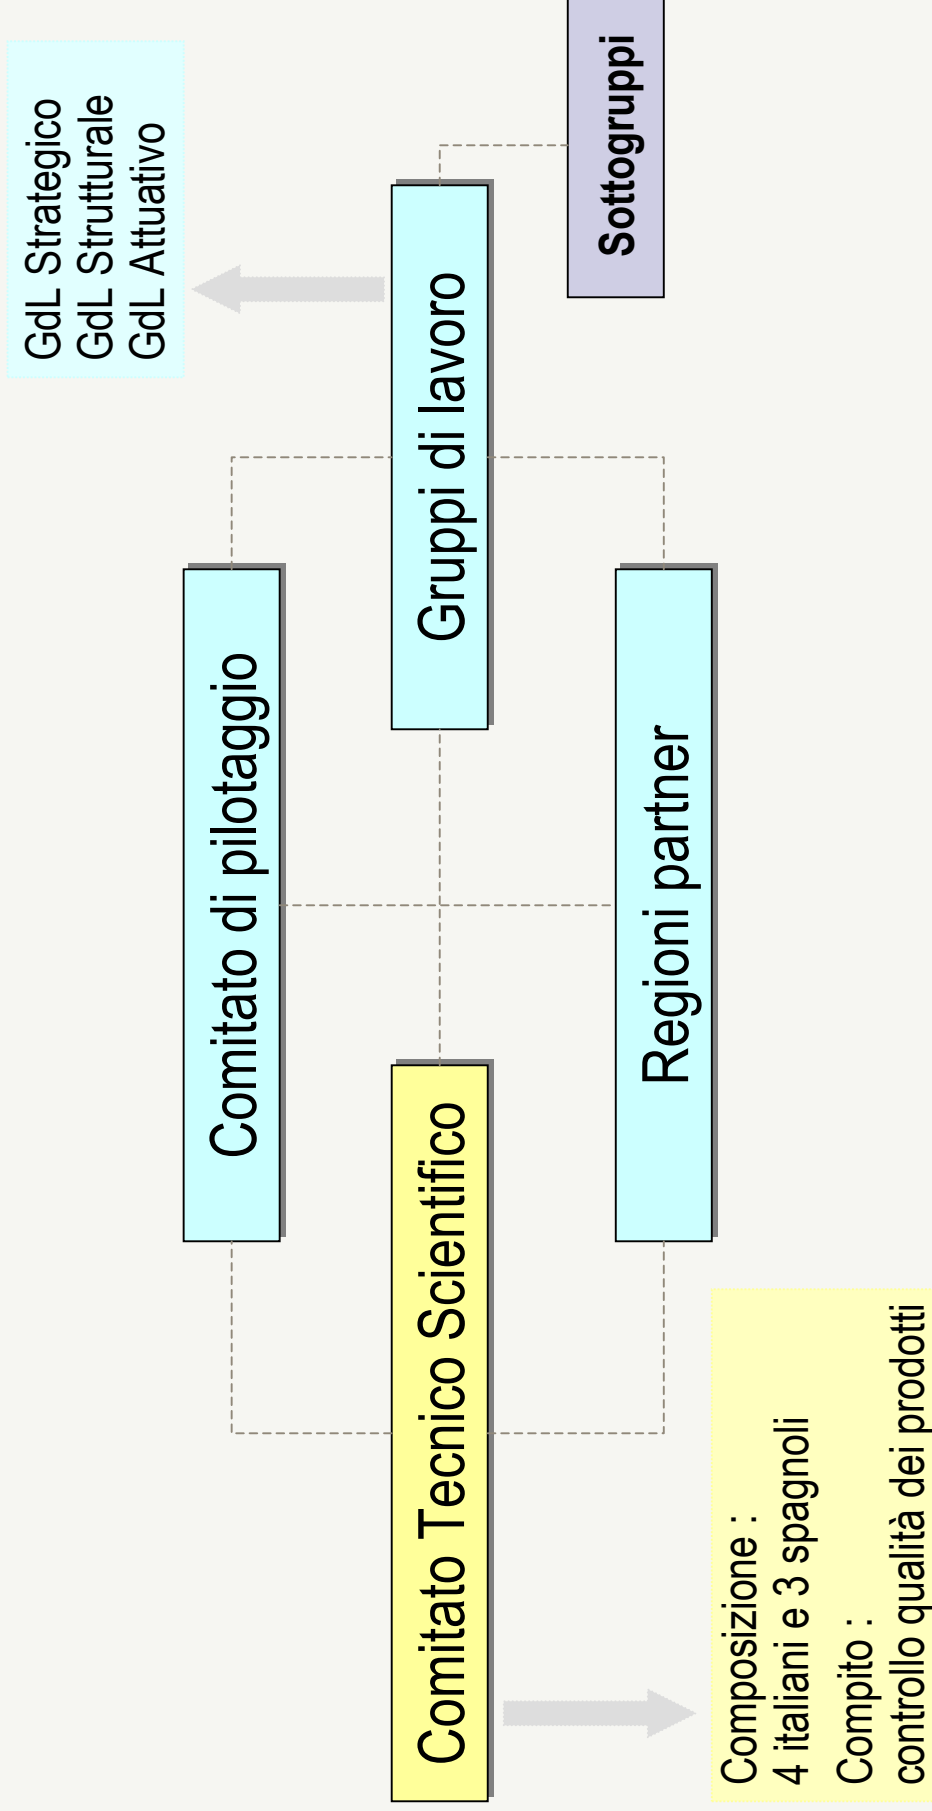 Comitato di pilotaggio
GdL Strategico
GdL Strutturale
GdL Attuativo
Comitato Tecnico Scientifico
Gruppi di lavoro
Regioni partner
Sottogruppi
Composizione :
4 italiani e 3 spagnoli
Compito :
controllo qualità dei prodotti